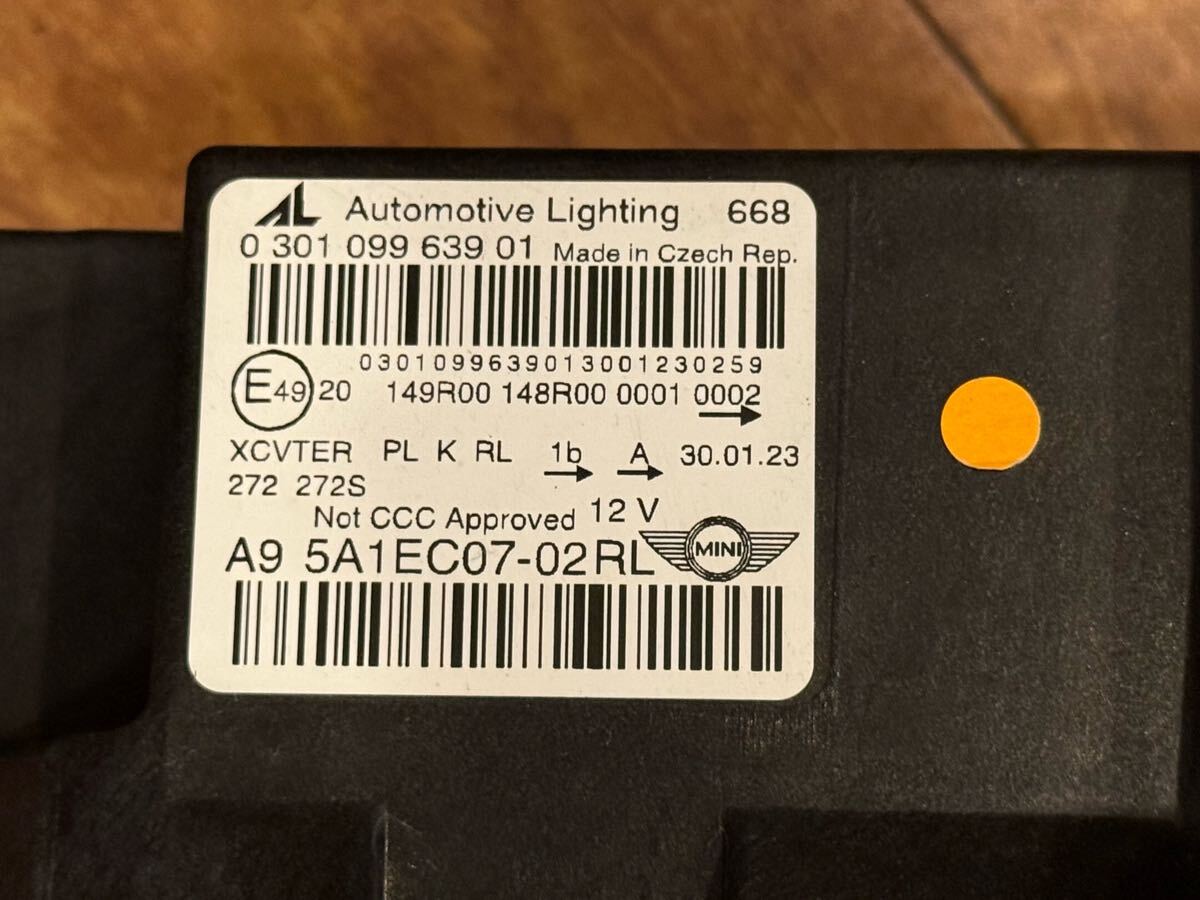 AL Automotive Lighting 668
0 301 099 639 01 Made in Czech Rep.
0301099639013001230259
E49 20 149R00 148R00 0001 0002
XCVTER PL K RL 1b A 30.01.23
272 272S
Not CCC Approved 12 V
A9 5A1EC07-02RL MINI